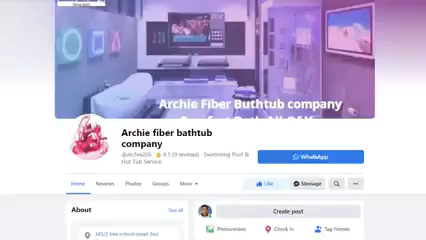 Archie Fiber Buthtub company
Archie fiber bathtub
company
@archie205 · 4.3 (9 reviews) · Swimming Pool &
Hot Tub Service
WhatsApp
Home Reviews Photos Groups More
Like
Message
About
See all
Create post
Photo/video
Check in
Tag friends